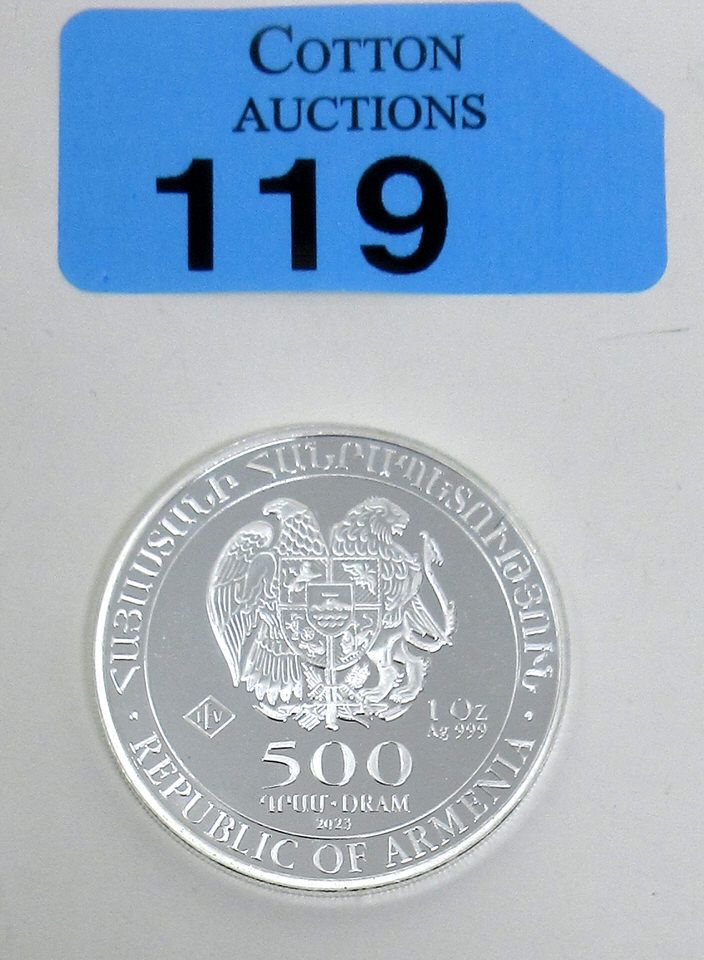 COTTON
AUCTIONS
119
ՀԱՅԱՍՏԱՆԻ ՀԱՆՐԱՊԵՏՈՒԹՅՈՒՆ
1 OZ
Ag 999
500
ԴՐԱՄ · DRAM
2023
· REPUBLIC OF ARMENIA ·